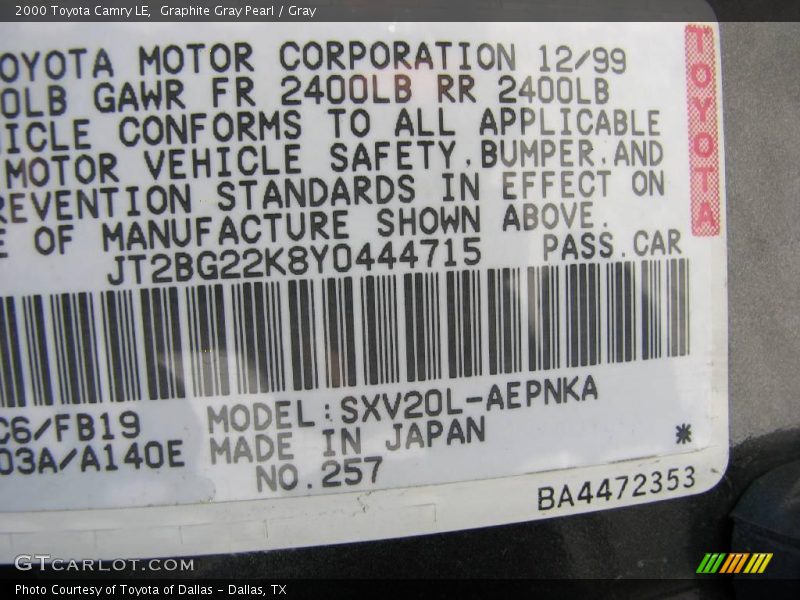 2000 Toyota Camry LE,  Graphite Gray Pearl / Gray
OYOTA MOTOR CORPORATION 12/99
0LB GAWR FR 2400LB RR 2400LB
HICLE CONFORMS TO ALL APPLICABLE
MOTOR VEHICLE SAFETY,BUMPER,AND
REVENTION STANDARDS IN EFFECT ON
E OF MANUFACTURE SHOWN ABOVE.
JT2BG22K8Y0444715 PASS.CAR
C6/FB19 MODEL:SXV20L-AEPNKA
03A/A140E MADE IN JAPAN *
NO.257
BA4472353
TOYOTA
GTCARLOT.COM
Photo Courtesy of Toyota of Dallas - Dallas, TX